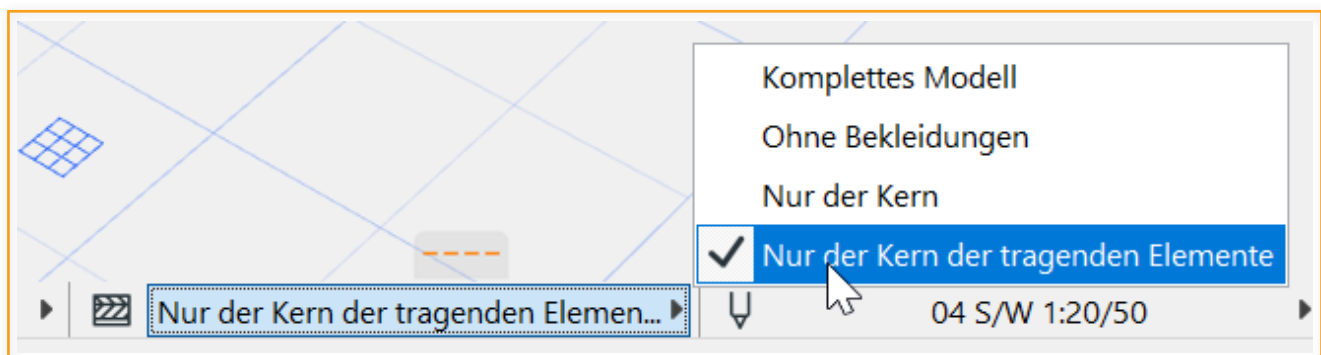 Komplettes Modell
Ohne Bekleidungen
Nur der Kern
Nur der Kern der tragenden Elemente
Nur der Kern der tragenden Elemen...
04 S/W 1:20/50